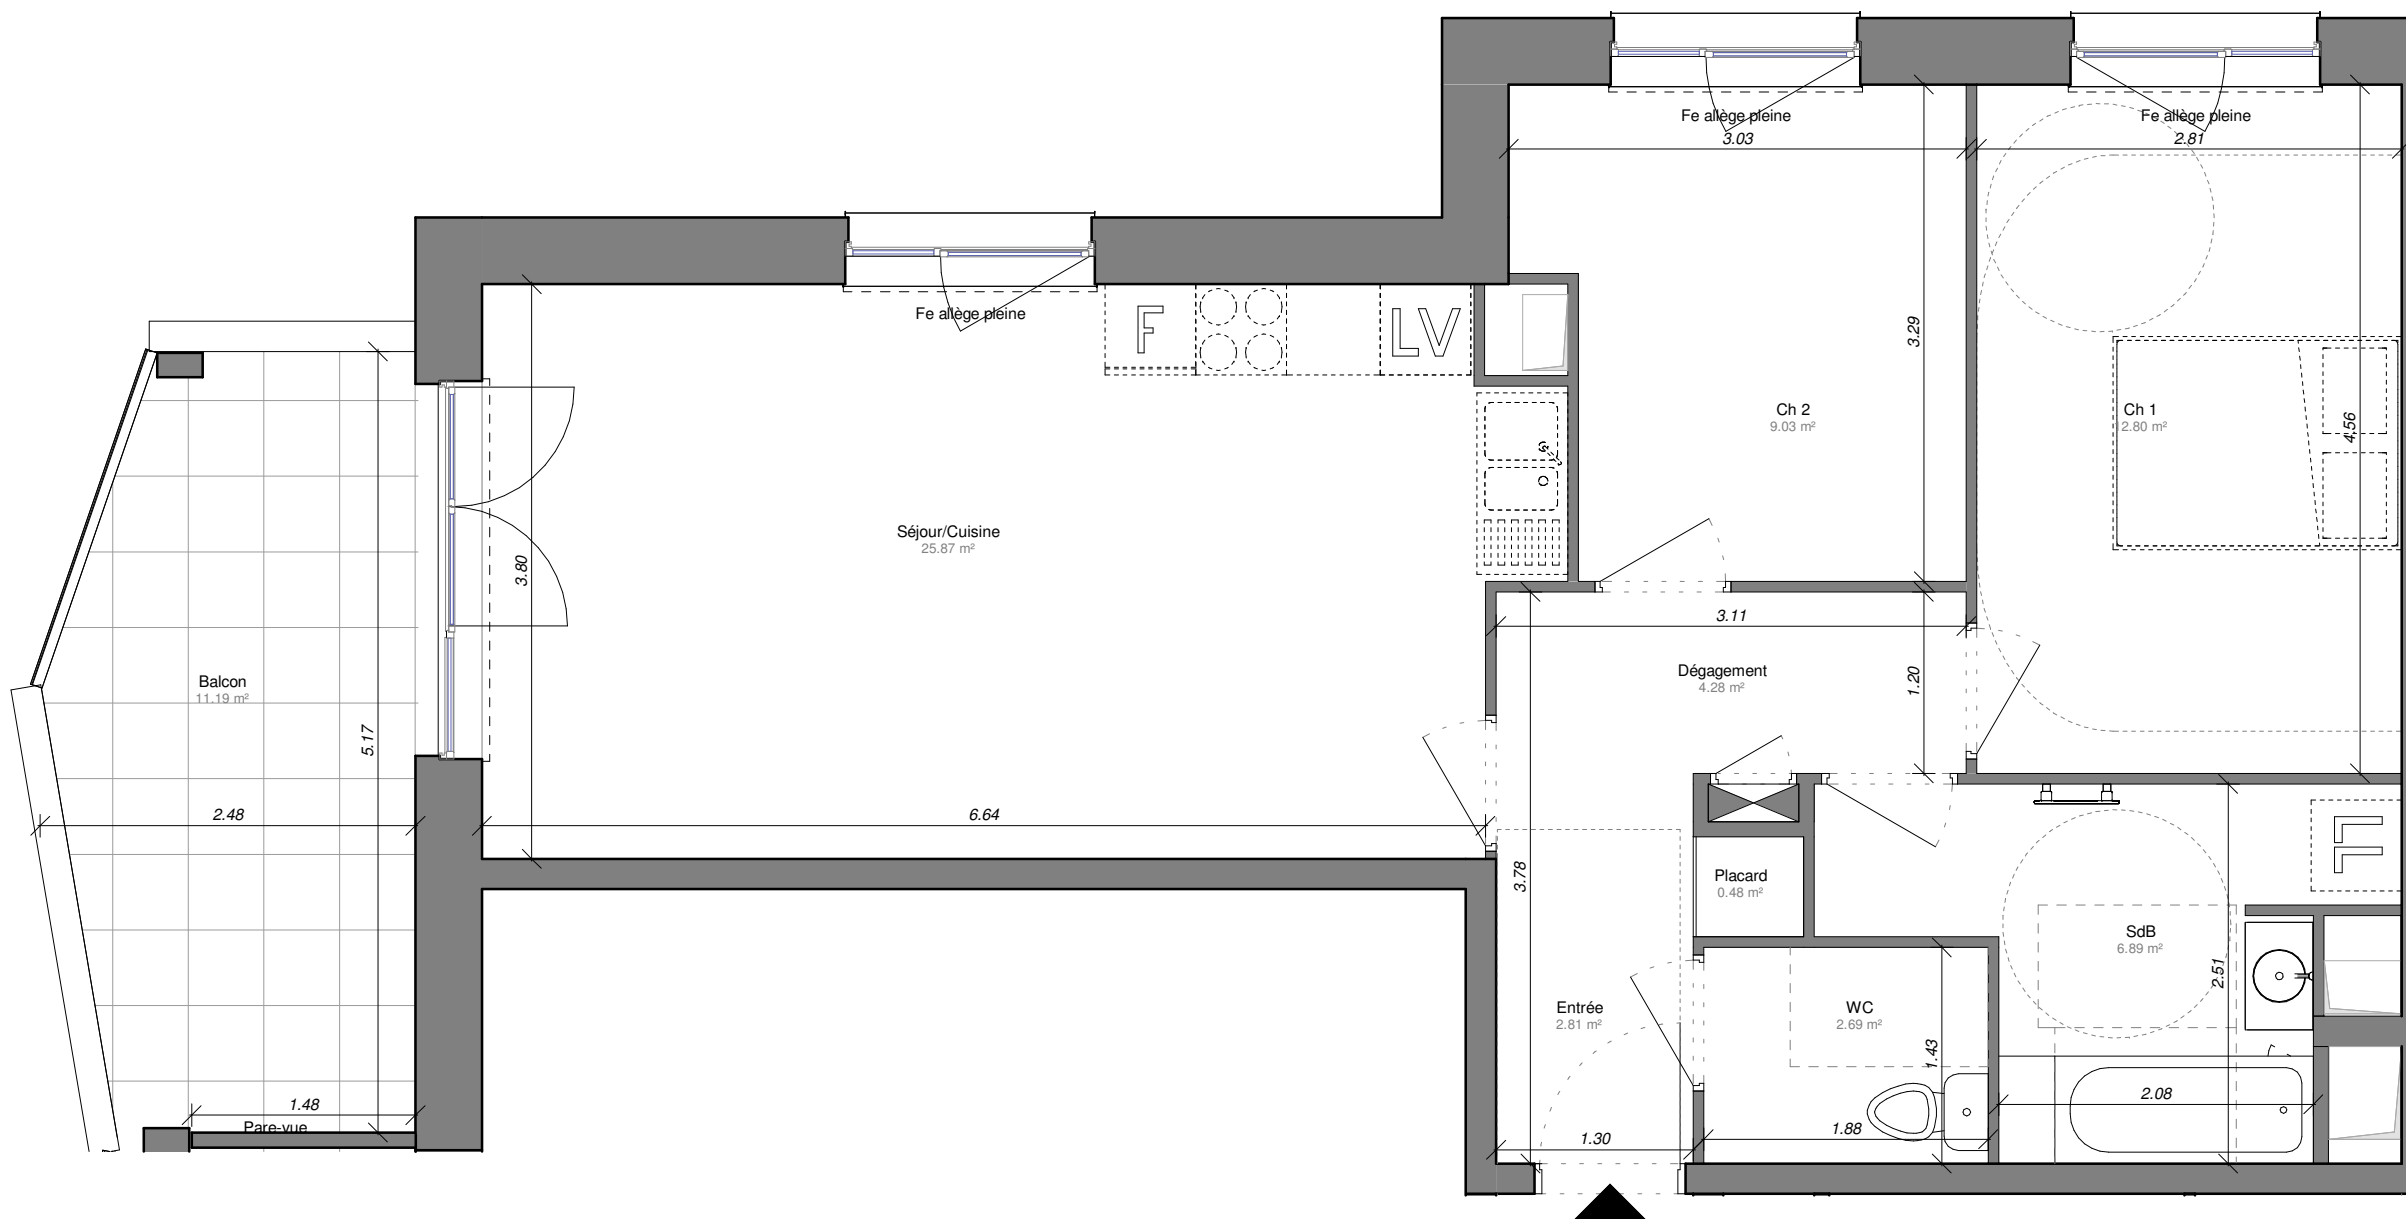 Fe allège pleine
3.03
Fe allège pleine
2.81
Fe allège pleine
F
LV
3.29
Ch 2
9.03 m²
Ch 1
12.80 m²
4.56
Séjour/Cuisine
25.87 m²
3.80
3.11
Dégagement
4.28 m²
1.20
Balcon
11.19 m²
5.17
2.48
6.64
3.78
Placard
0.48 m²
LL
SdB
6.89 m²
2.51
Entrée
2.81 m²
WC
2.69 m²
1.43
1.48
Pare-vue
2.08
1.88
1.30